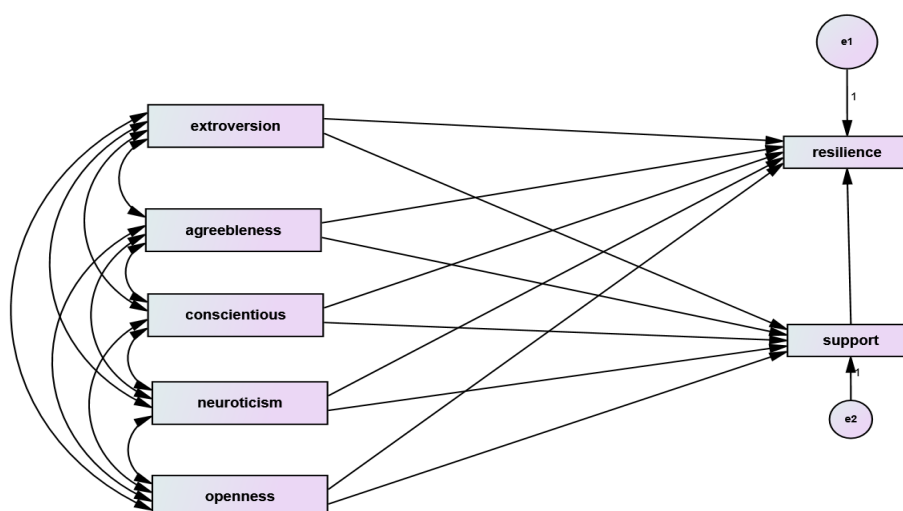 e1
1
extroversion
resilience
agreebleness
conscientious
support
1
neuroticism
e2
openness